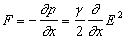 F = -∂p/∂x = γ/2 ∂/∂x E²